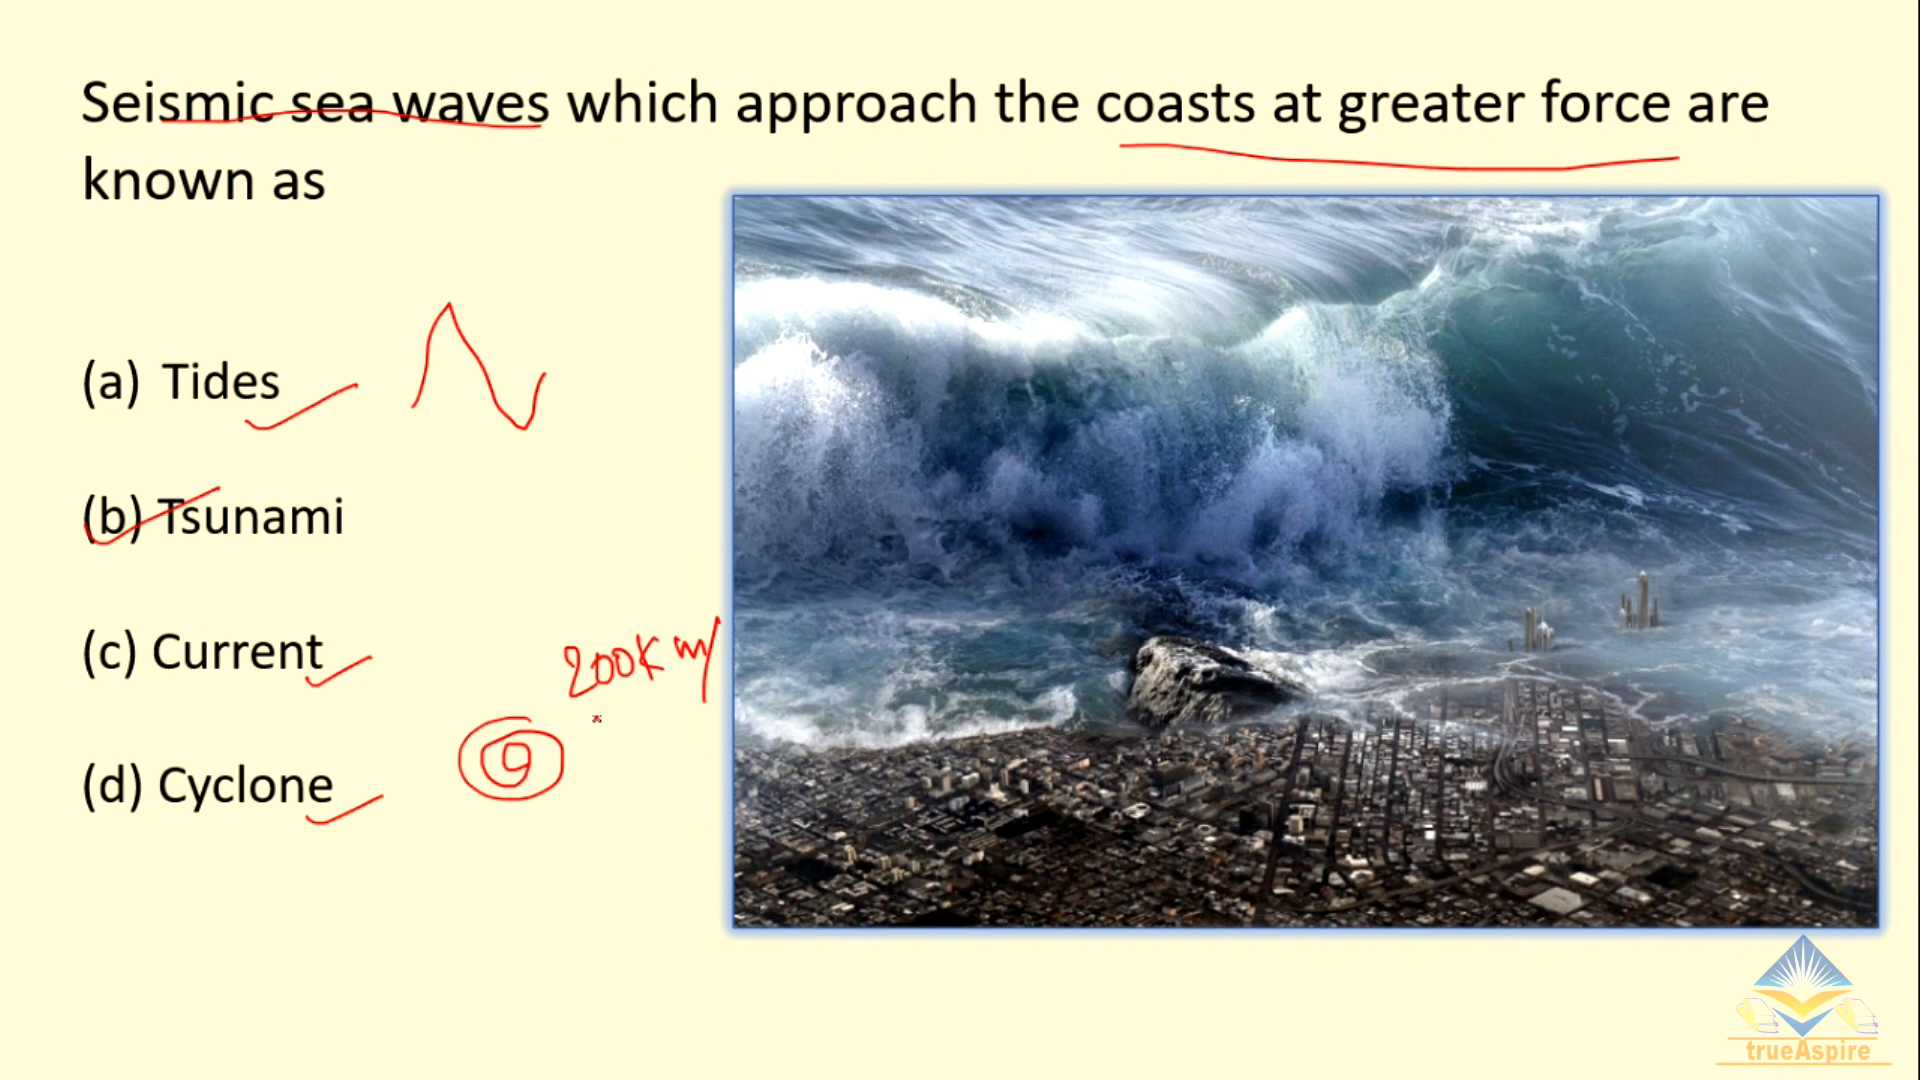 Seismic sea waves which approach the coasts at greater force are
known as
(a) Tides
(b) Tsunami
(c) Current
200Km/
(d) Cyclone
trueAspire